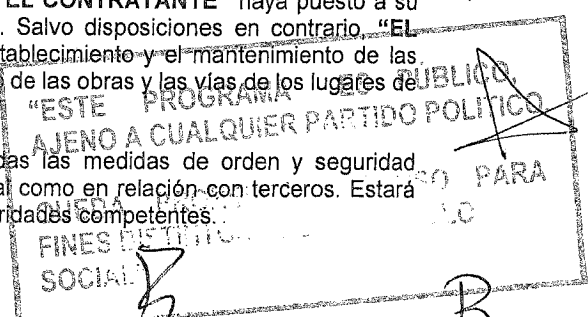 EL CONTRATANTE" haya puesto a su
. Salvo disposiciones en contrario, "EL
tablecimiento y el mantenimiento de las
de las obras y las vías de los lugares de
das las medidas de orden y seguridad
al como en relación con terceros. Estará
ridades competentes.
"ESTE PROGRAMA PÚBLICO,
AJENO A CUALQUIER PARTIDO POLÍTICO
PARA
FINES
SOCIAL